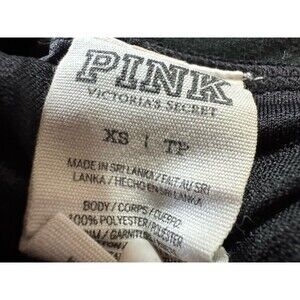 PINK
VICTORIA'S SECRET
XS | TP
MADE IN SRI LANKA / FAIT AU SRI
LANKA / HECHO EN SRI LANKA
BODY / CORPS / CUERPO:
100% POLYESTER / POLYESTER